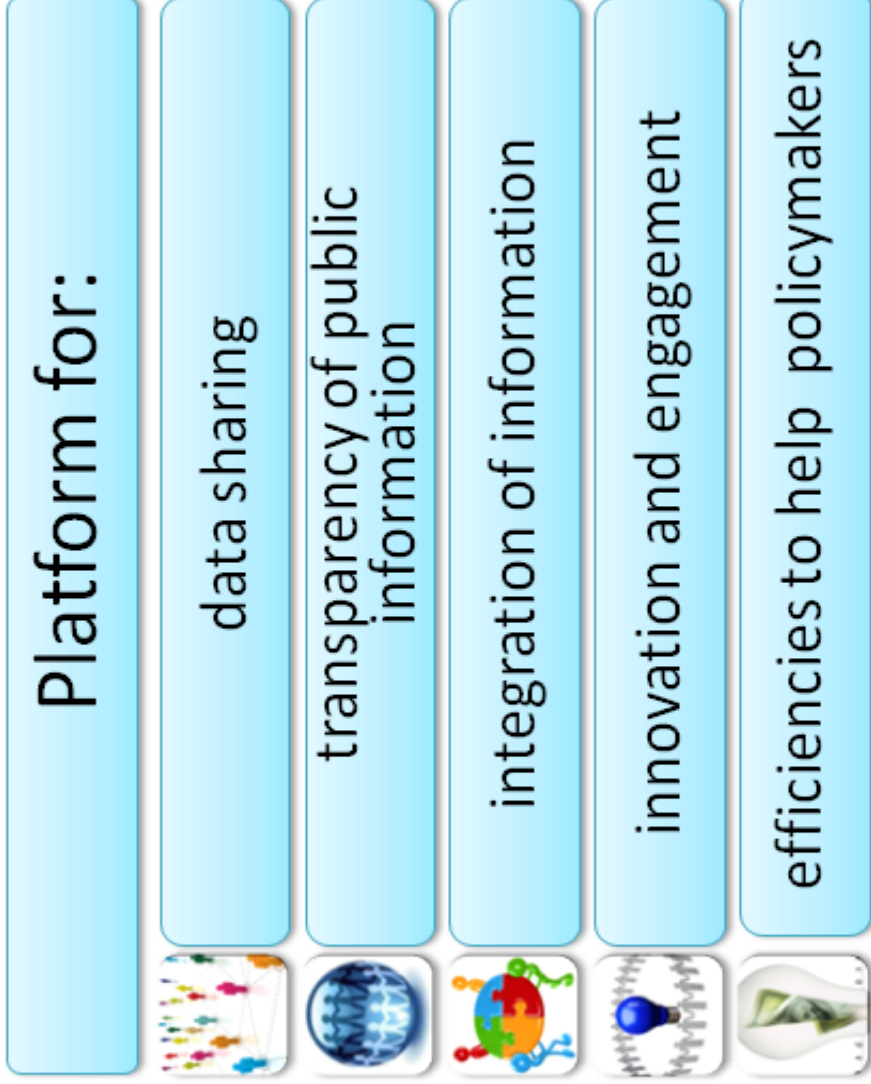 Platform for:
data sharing
transparency of public
information
integration of information
innovation and engagement
efficiencies to help  policymakers